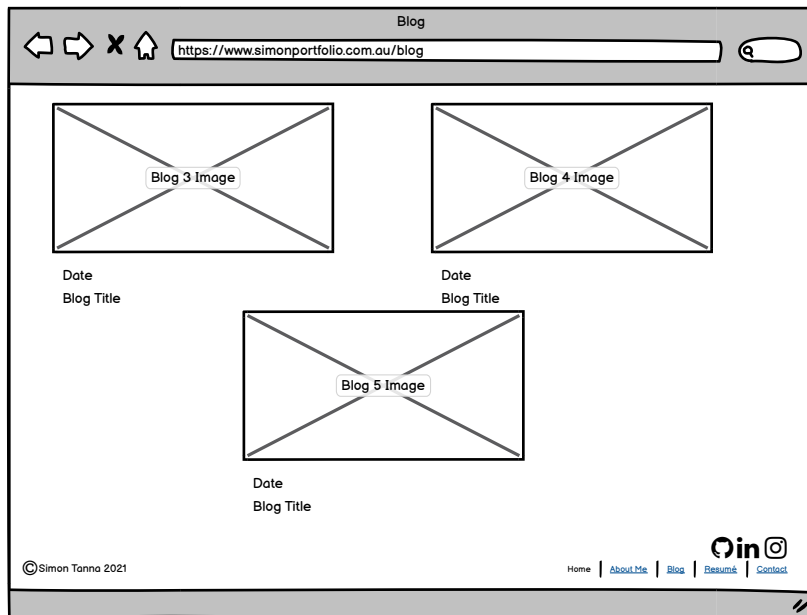 Blog
https://www.simonportfolio.com.au/blog
Blog 3 Image
Blog 4 Image
Date
Blog Title
Date
Blog Title
Blog 5 Image
Date
Blog Title
in
©Simon Tanna 2021
Home | About Me | Blog | Resumé | Contact